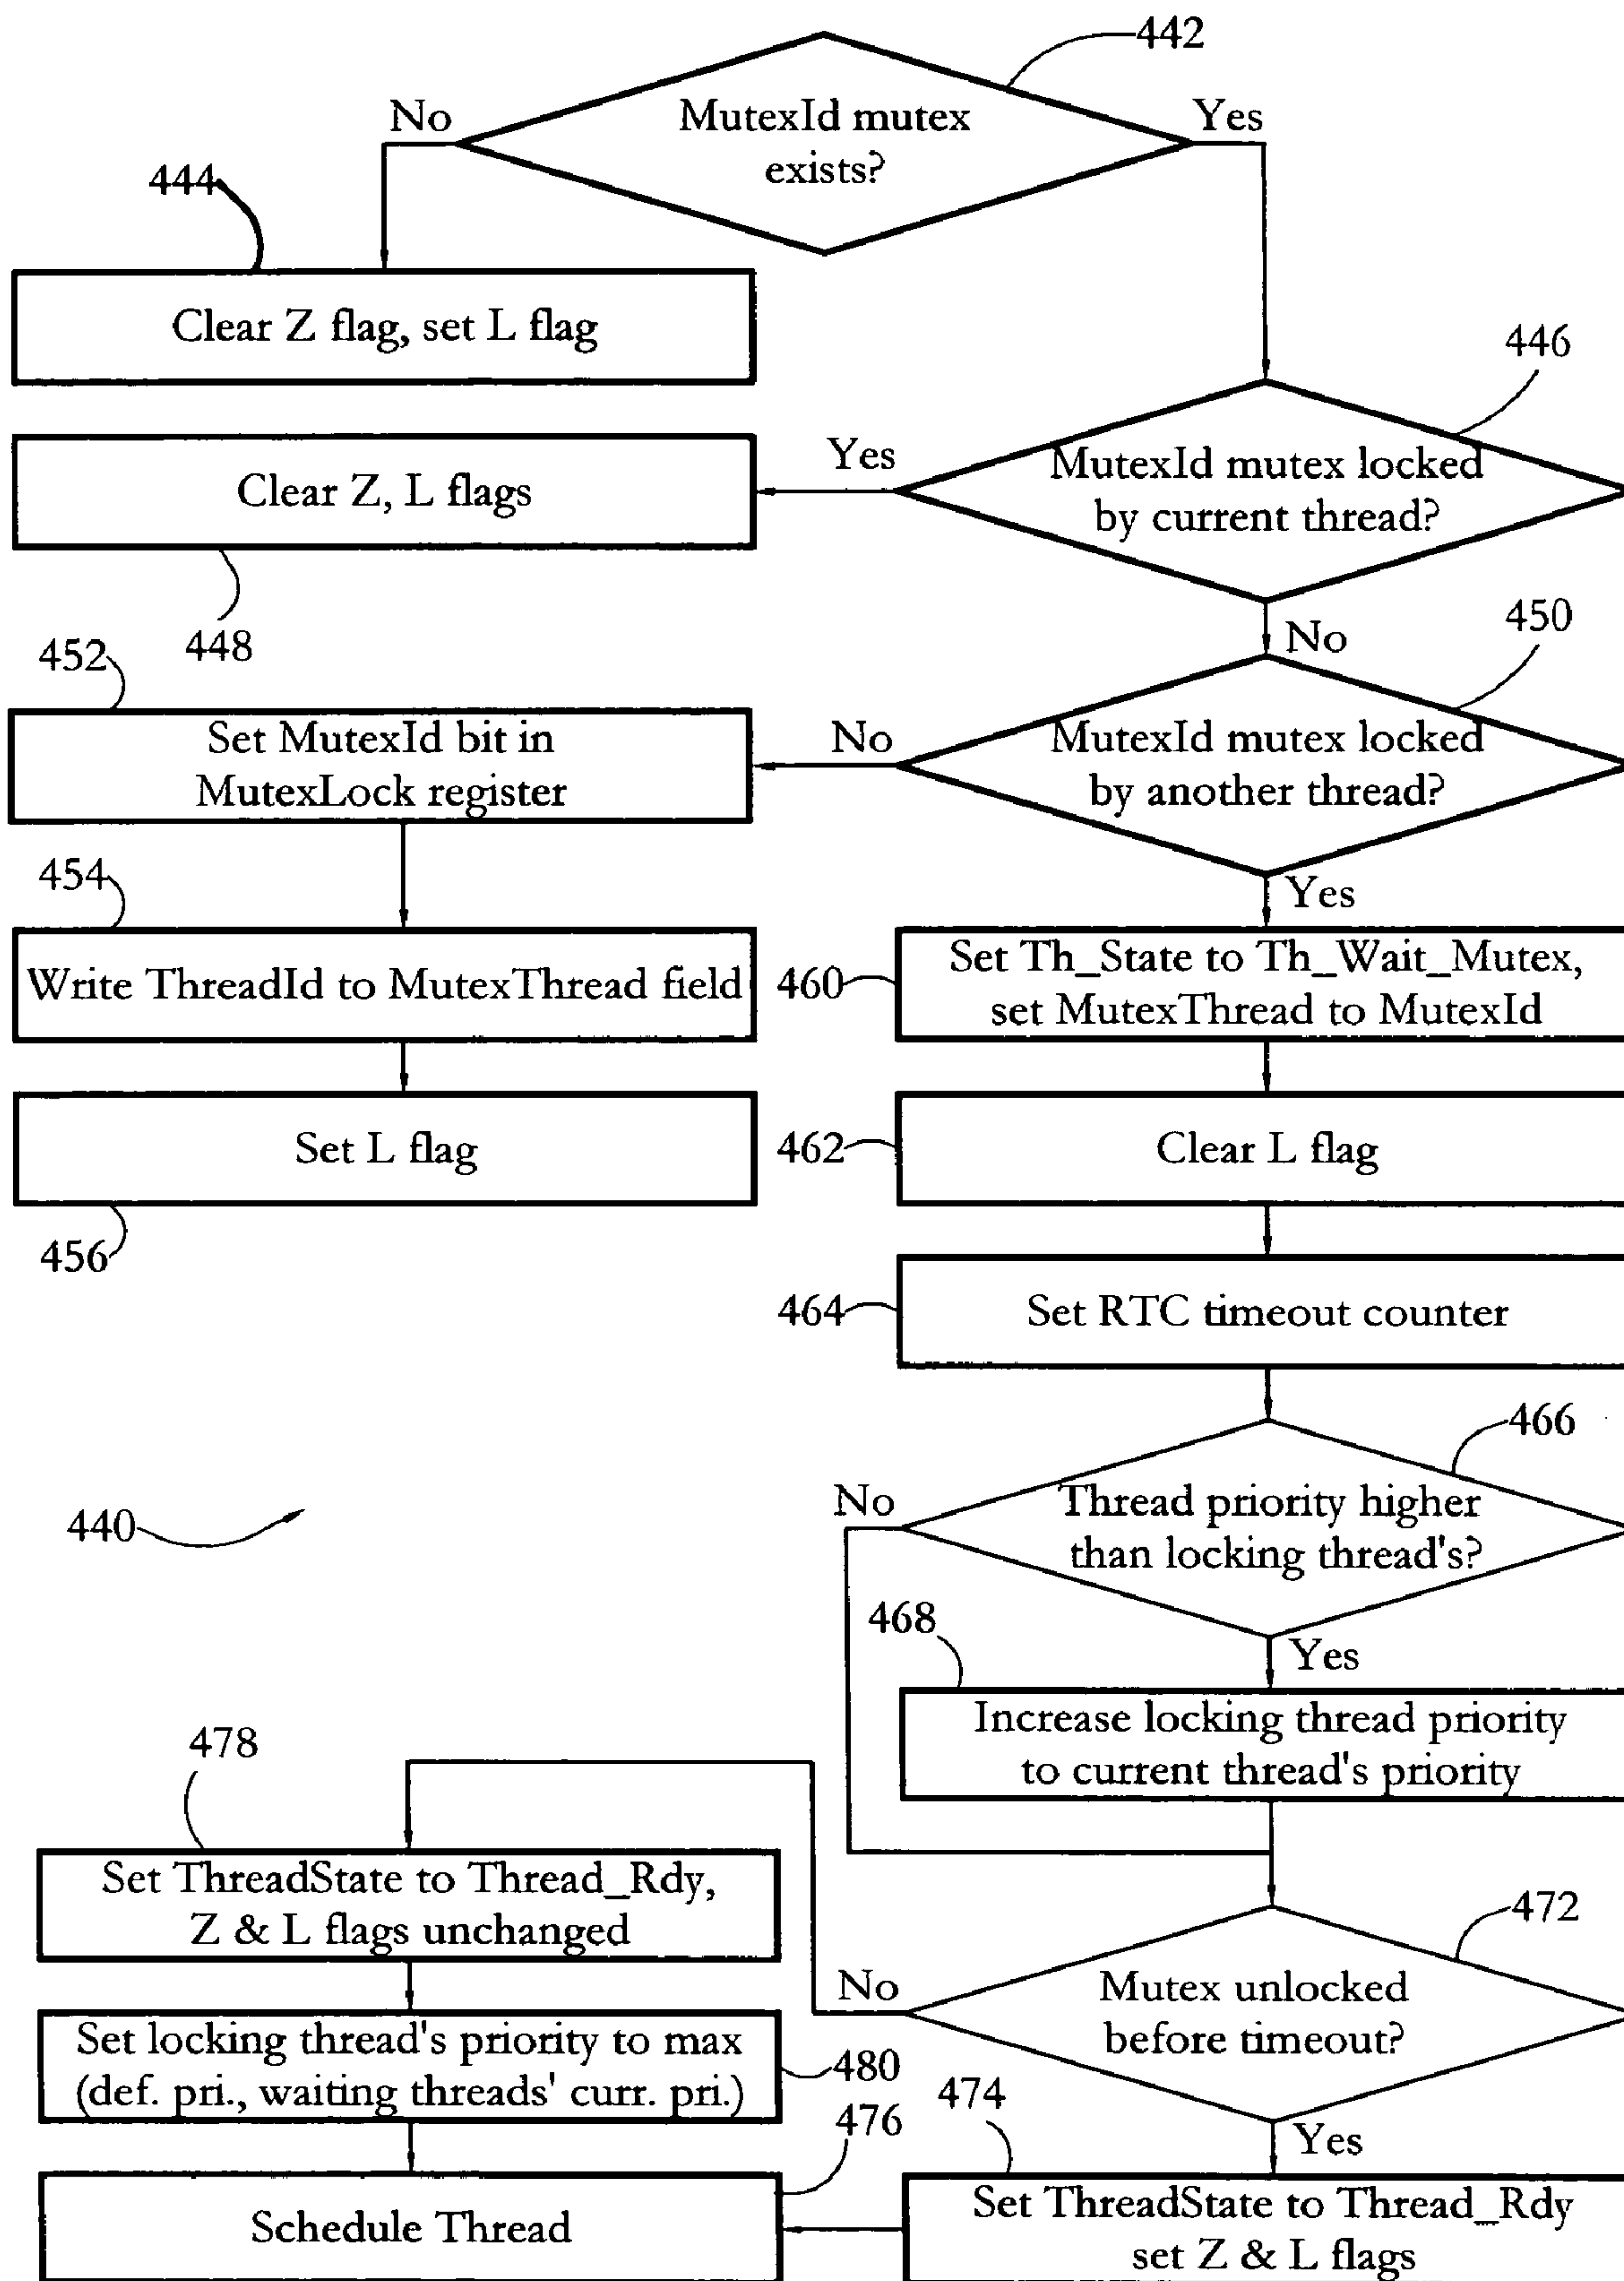 442
No
MutexId mutex
exists?
Yes
444
Clear Z flag, set L flag
446
Yes
MutexId mutex locked
by current thread?
Clear Z, L flags
448
No
450
452
Set MutexId bit in
MutexLock register
No
MutexId mutex locked
by another thread?
Yes
454
Write ThreadId to MutexThread field
460
Set Th_State to Th_Wait_Mutex,
set MutexThread to MutexId
Set L flag
456
462
Clear L flag
464
Set RTC timeout counter
466
No
Thread priority higher
than locking thread's?
440
Yes
468
Increase locking thread priority
to current thread's priority
478
Set ThreadState to Thread_Rdy,
Z & L flags unchanged
472
No
Mutex unlocked
before timeout?
Set locking thread's priority to max
(def. pri., waiting threads' curr. pri.)
480
Yes
474
476
Schedule Thread
Set ThreadState to Thread_Rdy
set Z & L flags